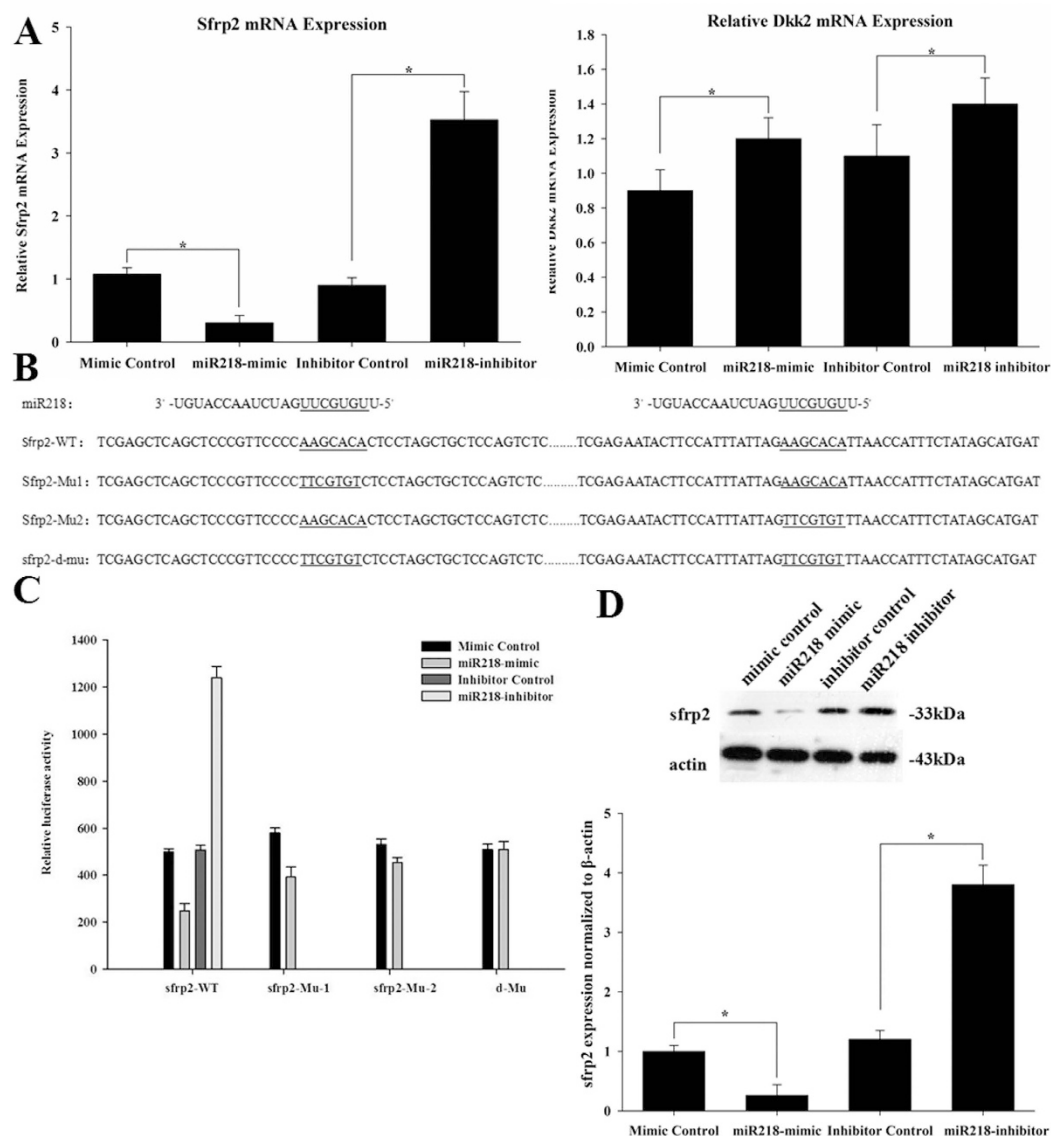 A
Sfrp2 mRNA Expression
Relative Sfrp2 mRNA Expression
5
4
3
2
1
0
*
*
Mimic Control miR218-mimic Inhibitor Control miR218-inhibitor
Relative Dkk2 mRNA Expression
Relative Dkk2 mRNA Expression
1.8
1.6
1.4
1.2
1.0
0.8
0.6
0.4
0.2
0.0
*
*
Mimic Control miR218-mimic Inhibitor Control miR218 inhibitor
B
miR218: 3' -UGUACCAAUCUAGUUCGUGUU-5' 3' -UGUACCAAUCUAGUUCGUGUU-5'
Sfrp2-WT: TCGAGCTCAGCTCCCGTTCCCCAAGCACACTCCTAGCTGCTCCAGTCTC........TCGAGAATACTTCCATTTATTAGAAGCACATTAACCATTTCTATAGCATGAT
Sfrp2-Mu1: TCGAGCTCAGCTCCCGTTCCCCTTCGTGTCTCCTAGCTGCTCCAGTCTC..........TCGAGAATACTTCCATTTATTAGAAGCACATTAACCATTTCTATAGCATGAT
Sfrp2-Mu2: TCGAGCTCAGCTCCCGTTCCCCAAGCACACTCCTAGCTGCTCCAGTCTC..........TCGAGAATACTTCCATTTATTAGTTCGTGTTTAACCATTTCTATAGCATGAT
sfrp2-d-mu: TCGAGCTCAGCTCCCGTTCCCCTTCGTGTCTCCTAGCTGCTCCAGTCTC..........TCGAGAATACTTCCATTTATTAGTTCGTGTTTAACCATTTCTATAGCATGAT
C
Relative luciferase activity
1400
1200
1000
800
600
400
200
0
Mimic Control
miR218-mimic
Inhibitor Control
miR218-inhibitor
sfrp2-WT sfrp2-Mu-1 sfrp2-Mu-2 d-Mu
D
mimic control
miR218 mimic
inhibitor control
miR218 inhibitor
sfrp2 -33kDa
actin -43kDa
sfrp2 expression normalized to β-actin
5
4
3
2
1
0
*
*
Mimic Control miR218-mimic Inhibitor Control miR218-inhibitor